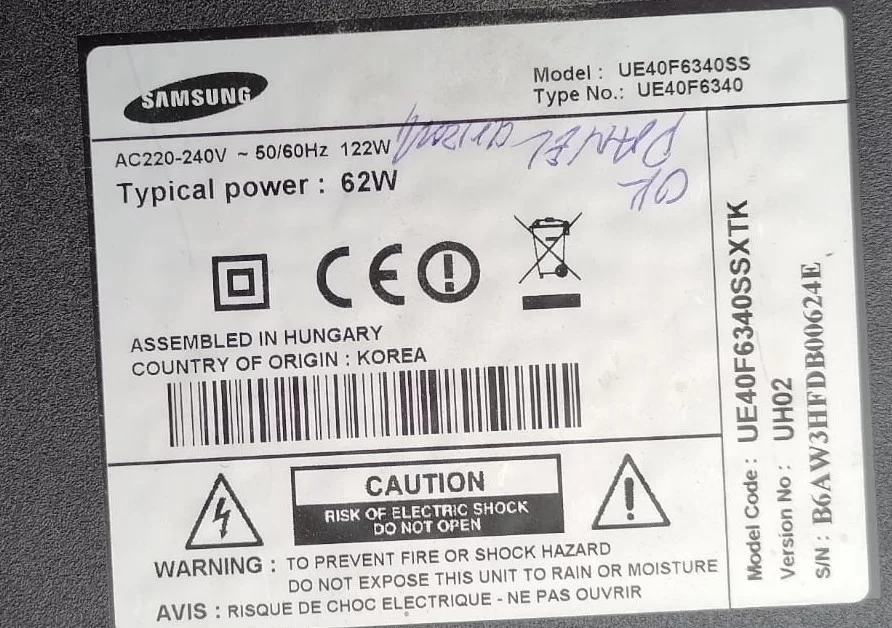 SAMSUNG
Model : UE40F6340SS
Type No.: UE40F6340
AC220-240V ~ 50/60Hz 122W
Typical power : 62W
OK
PANEL
ASSEMBLED IN HUNGARY
COUNTRY OF ORIGIN : KOREA
CAUTION
RISK OF ELECTRIC SHOCK
DO NOT OPEN
WARNING : TO PREVENT FIRE OR SHOCK HAZARD
DO NOT EXPOSE THIS UNIT TO RAIN OR MOISTURE
AVIS : RISQUE DE CHOC ELECTRIQUE - NE PAS OUVRIR
Model Code : UE40F6340SSXTK
Version No : UH02
S/N : B6AW3HFDB00624E